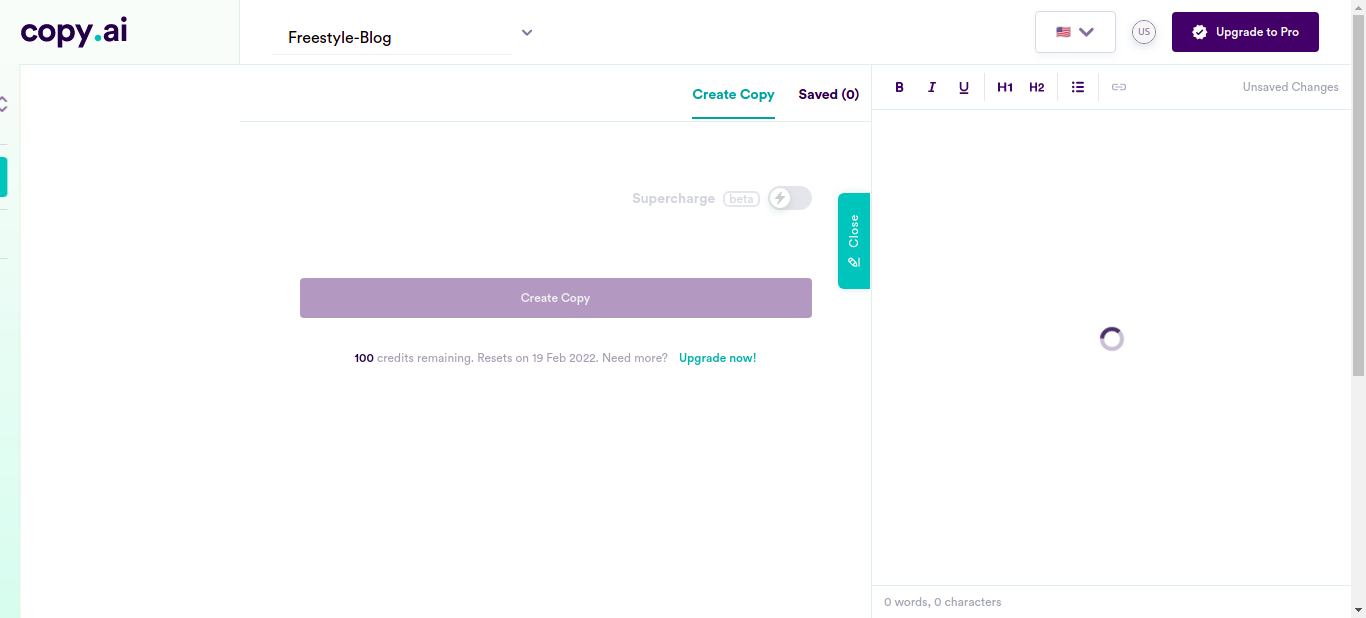 copy.ai
Freestyle-Blog
US
Upgrade to Pro
Create Copy
Saved (0)
B I U H1 H2
Unsaved Changes
Supercharge beta
Close
Create Copy
100 credits remaining. Resets on 19 Feb 2022. Need more? Upgrade now!
0 words, 0 characters